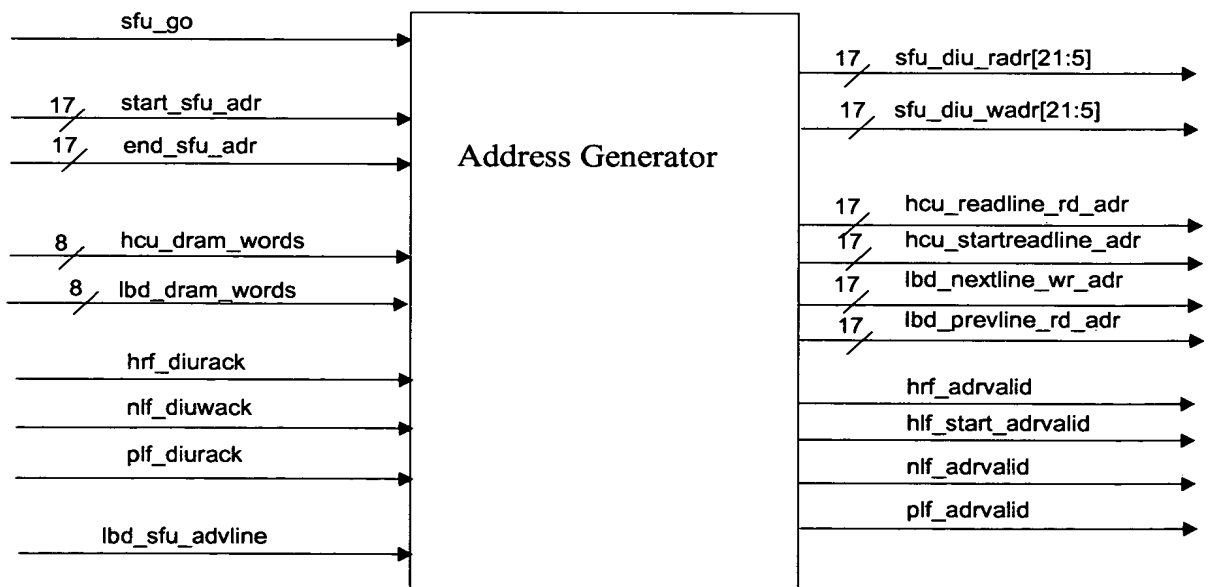 sfu_go
17 start_sfu_adr
17 end_sfu_adr
8 hcu_dram_words
8 lbd_dram_words
hrf_diurack
nlf_diuwack
plf_diurack
lbd_sfu_advline
Address Generator
17 sfu_diu_radr[21:5]
17 sfu_diu_wadr[21:5]
17 hcu_readline_rd_adr
17 hcu_startreadline_adr
17 lbd_nextline_wr_adr
17 lbd_prevline_rd_adr
hrf_adrvalid
hlf_start_adrvalid
nlf_adrvalid
plf_adrvalid